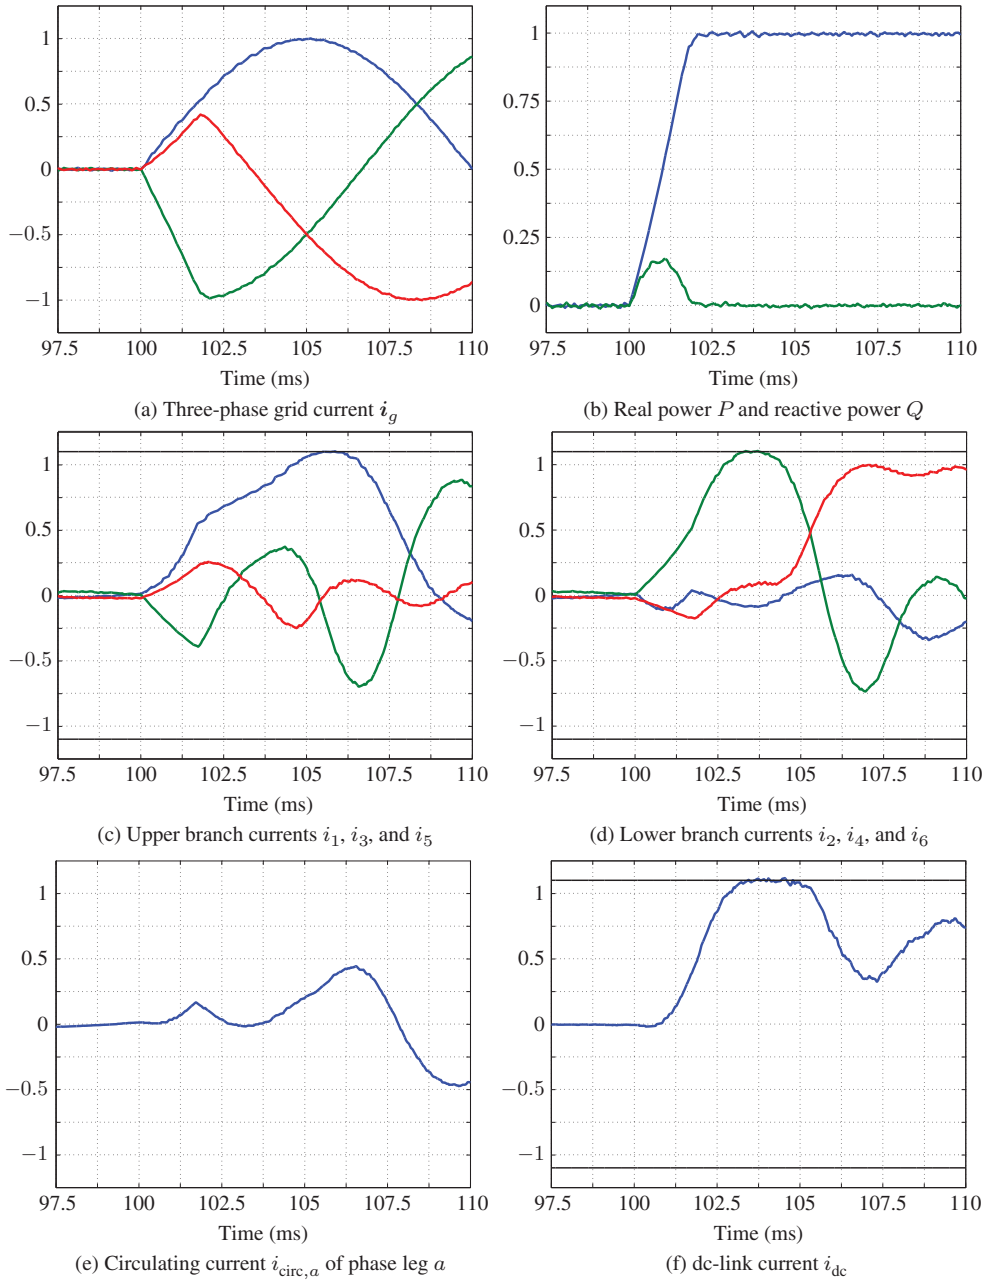 1
0.5
0
−0.5
−1
97.5 100 102.5 105 107.5 110
Time (ms)
(a) Three-phase grid current i_g
1
0.75
0.5
0.25
0
97.5 100 102.5 105 107.5 110
Time (ms)
(b) Real power P and reactive power Q
1
0.5
0
−0.5
−1
97.5 100 102.5 105 107.5 110
Time (ms)
(c) Upper branch currents i_1, i_3, and i_5
1
0.5
0
−0.5
−1
97.5 100 102.5 105 107.5 110
Time (ms)
(d) Lower branch currents i_2, i_4, and i_6
1
0.5
0
−0.5
−1
97.5 100 102.5 105 107.5 110
Time (ms)
(e) Circulating current i_circ,a of phase leg a
1
0.5
0
−0.5
−1
97.5 100 102.5 105 107.5 110
Time (ms)
(f) dc-link current i_dc